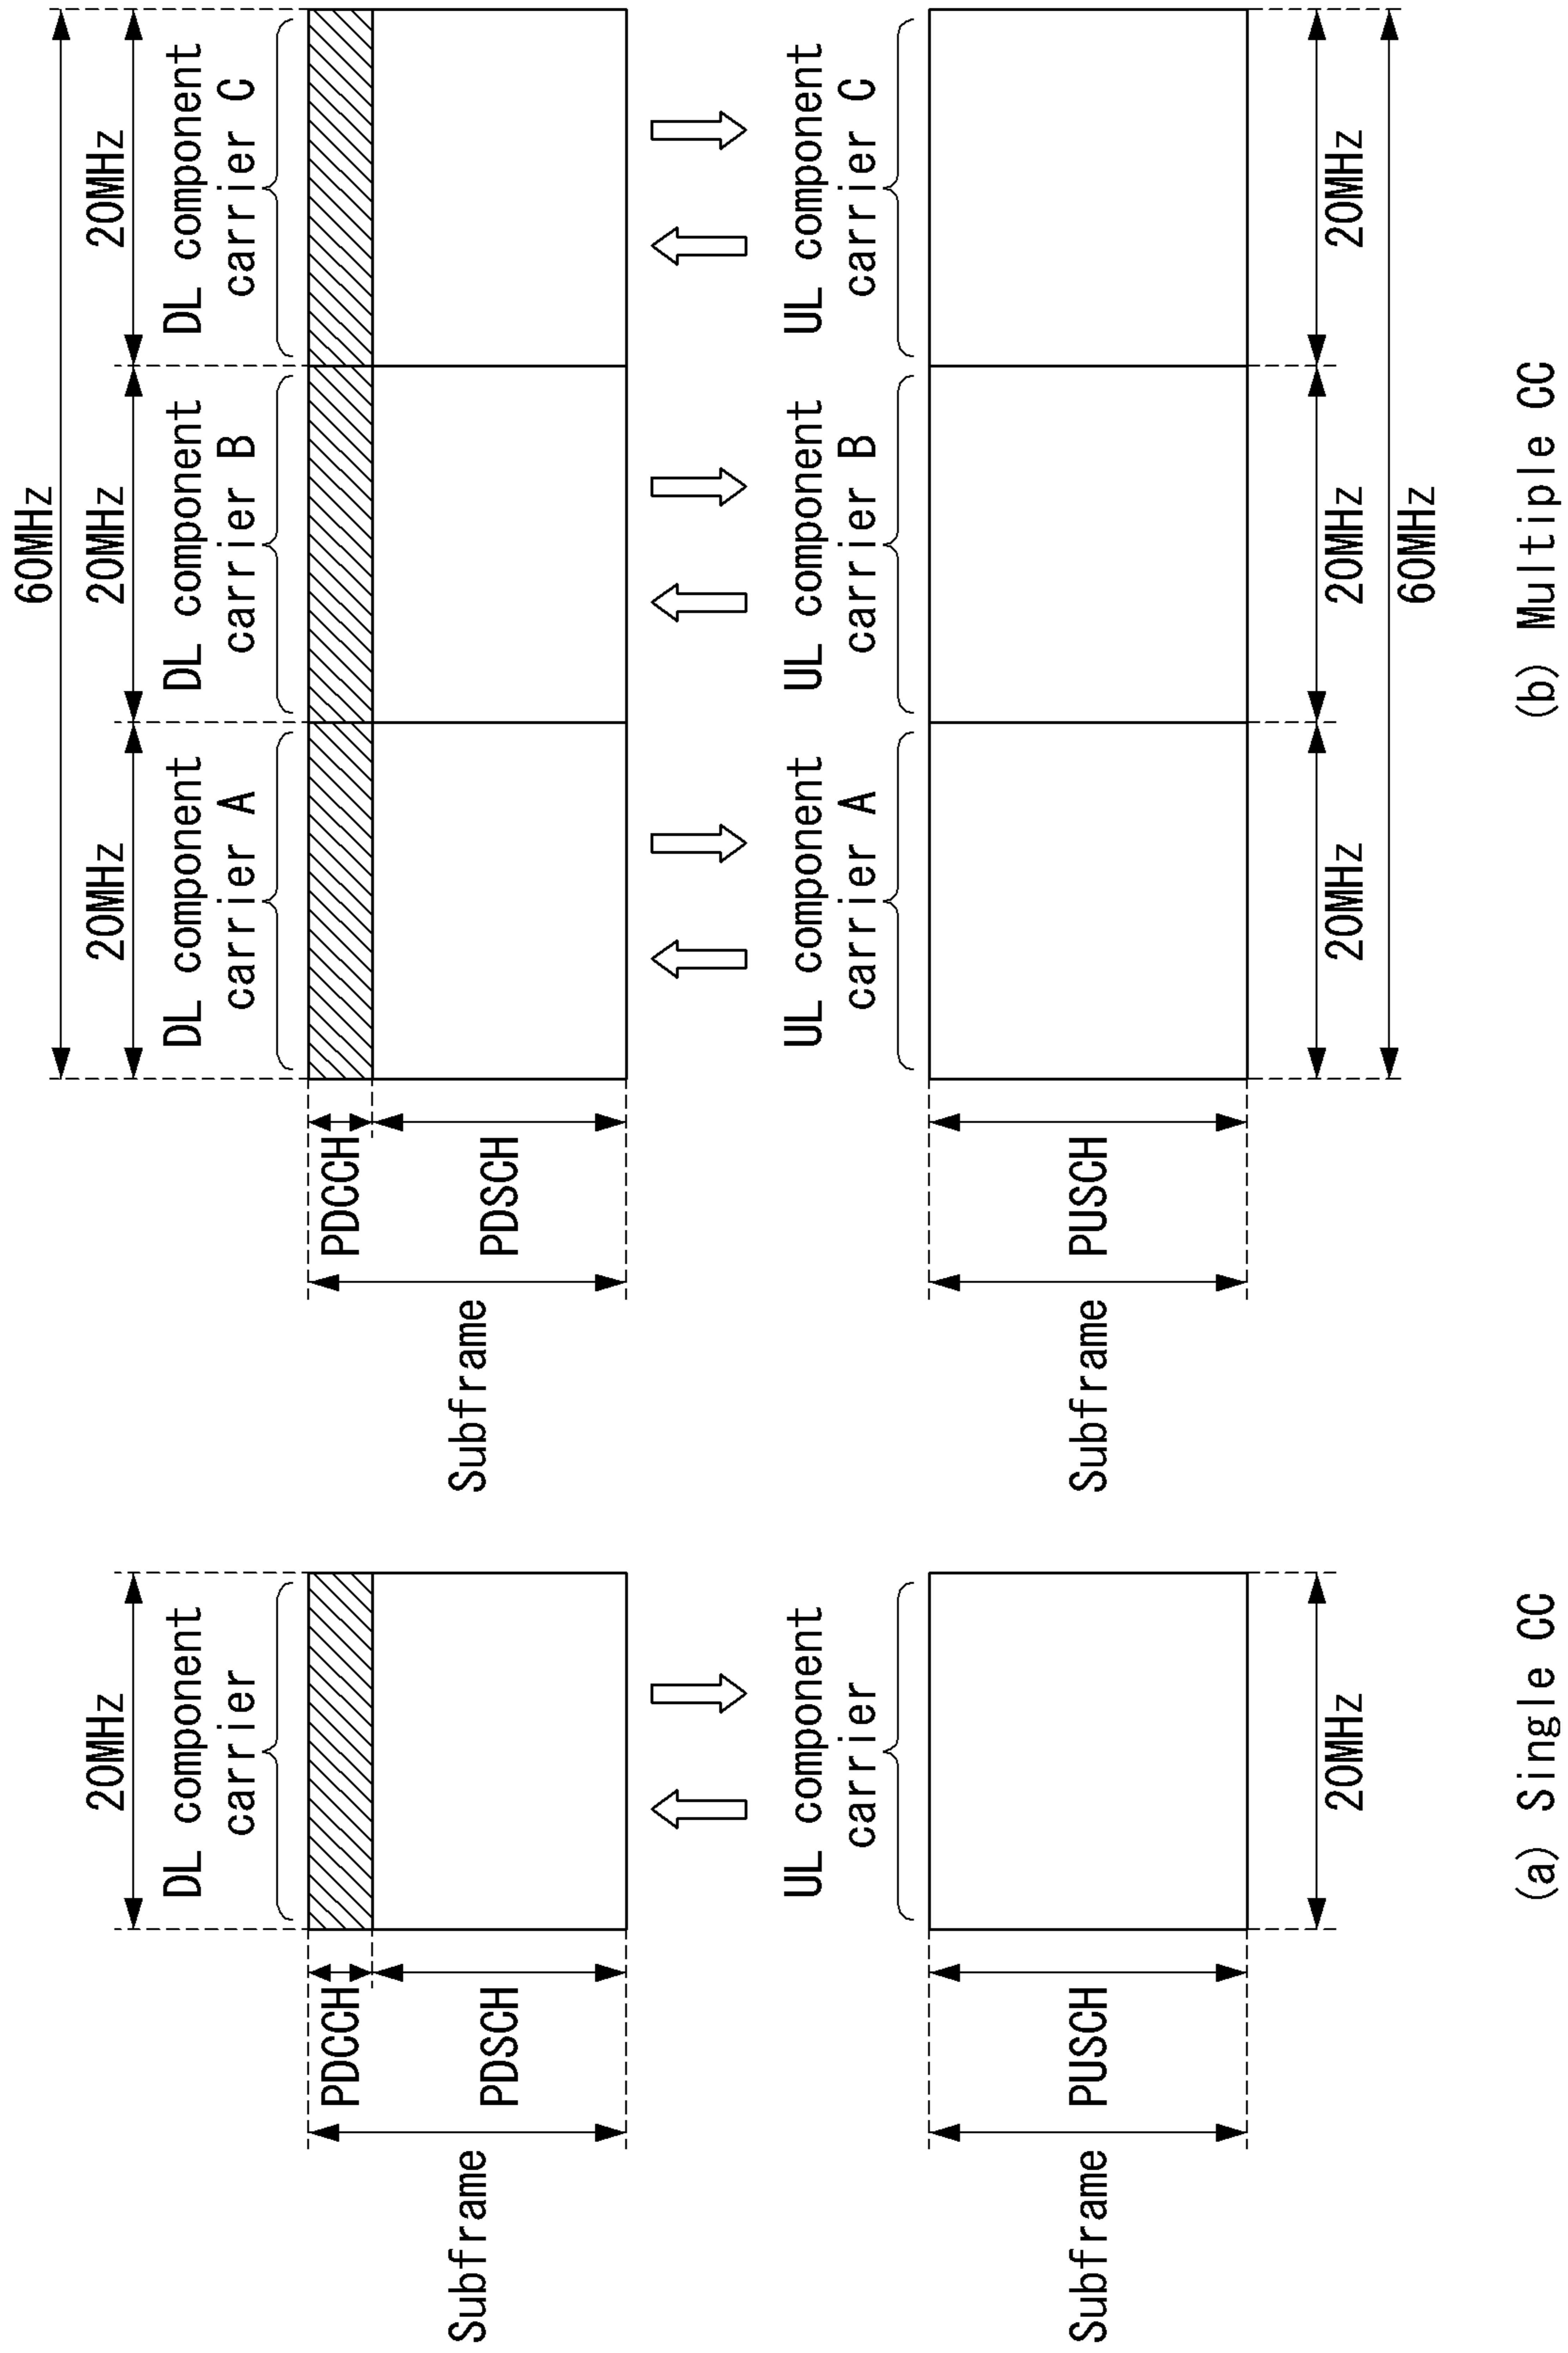 20MHz
DL component
carrier
PDCCH
PDSCH
Subframe
UL component
carrier
PUSCH
Subframe
20MHz
(a) Single CC
60MHz
20MHz
20MHz
20MHz
DL component
carrier A
DL component
carrier B
DL component
carrier C
PDCCH
PDSCH
Subframe
UL component
carrier A
UL component
carrier B
UL component
carrier C
PUSCH
Subframe
20MHz
20MHz
20MHz
60MHz
(b) Multiple CC